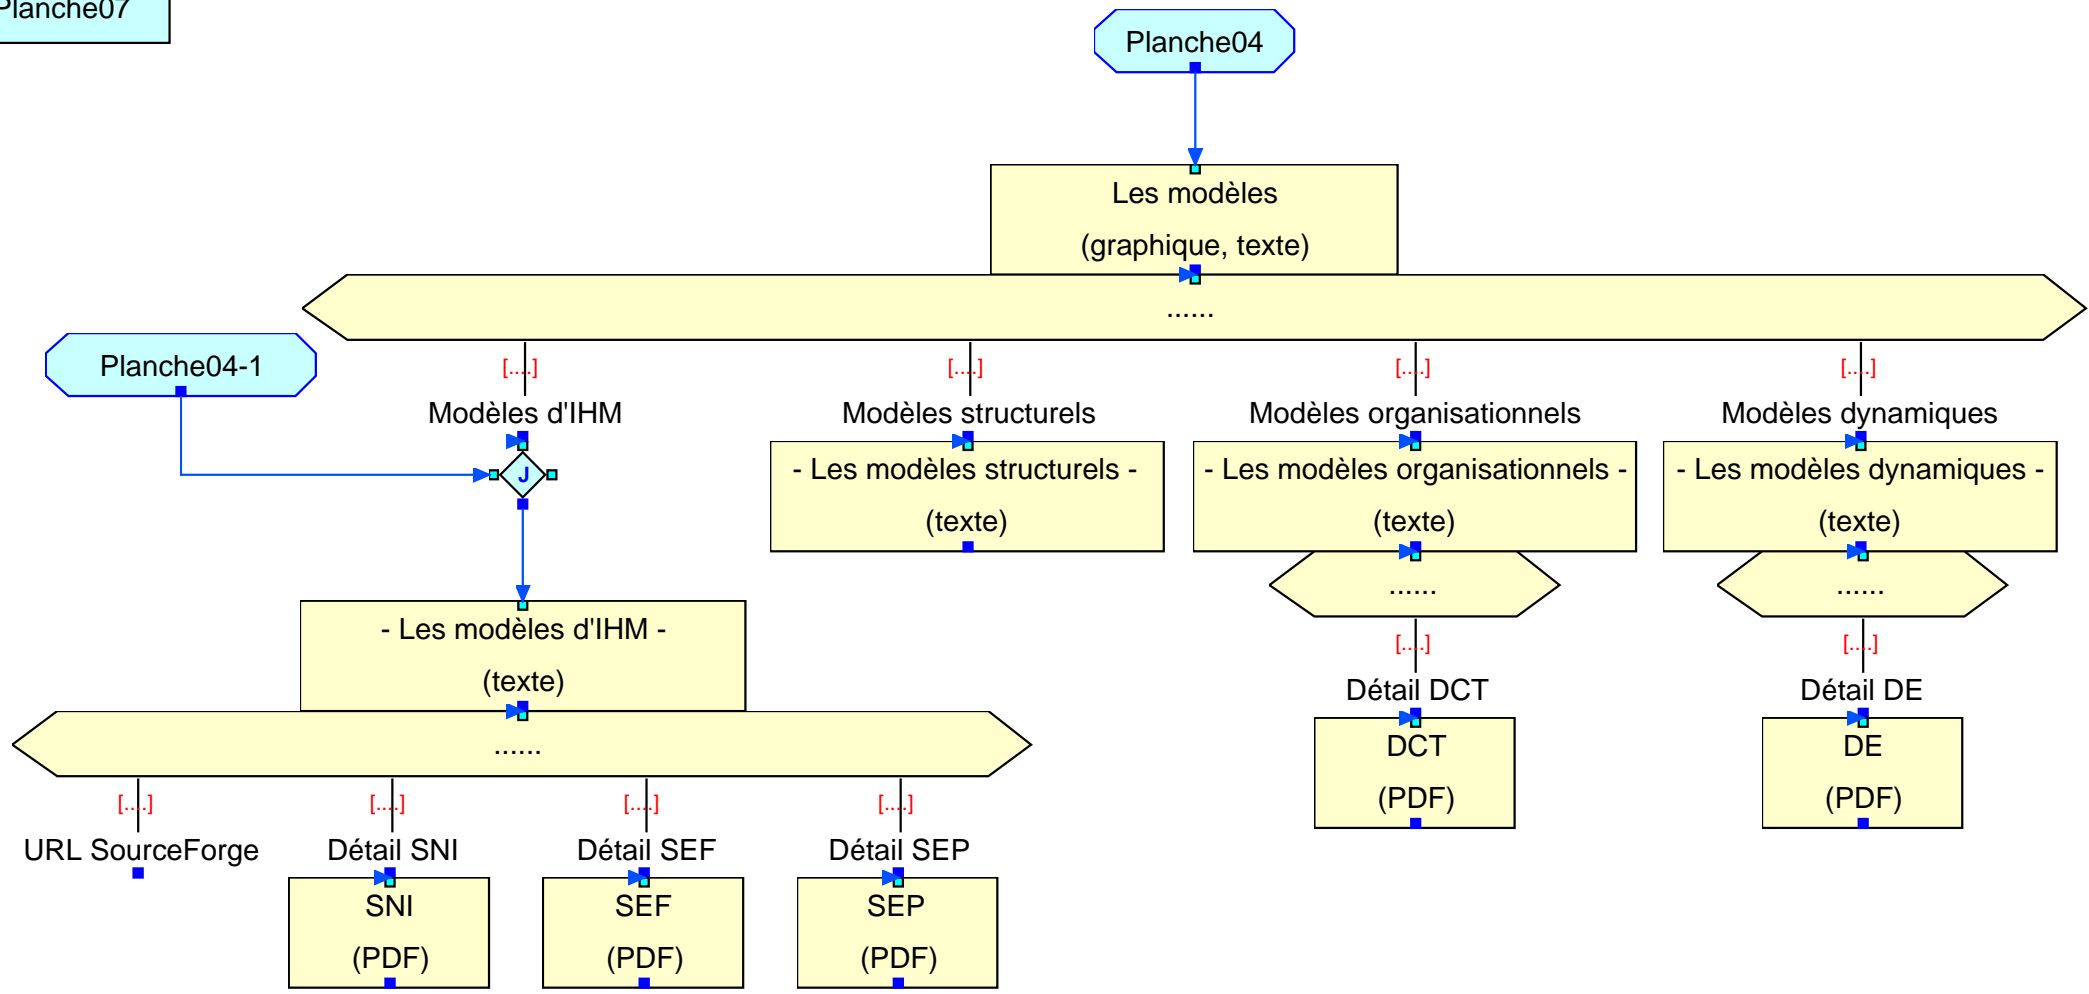 Planche07
Planche04
Les modèles
(graphique, texte)
......
Planche04-1
[....]
[....]
[....]
[....]
Modèles d'IHM
Modèles structurels
Modèles organisationnels
Modèles dynamiques
J
- Les modèles structurels -
(texte)
- Les modèles organisationnels -
(texte)
- Les modèles dynamiques -
(texte)
......
......
- Les modèles d'IHM -
(texte)
[....]
[....]
Détail DCT
Détail DE
DCT
(PDF)
DE
(PDF)
......
[....]
[....]
[....]
[....]
URL SourceForge
Détail SNI
Détail SEF
Détail SEP
SNI
(PDF)
SEF
(PDF)
SEP
(PDF)